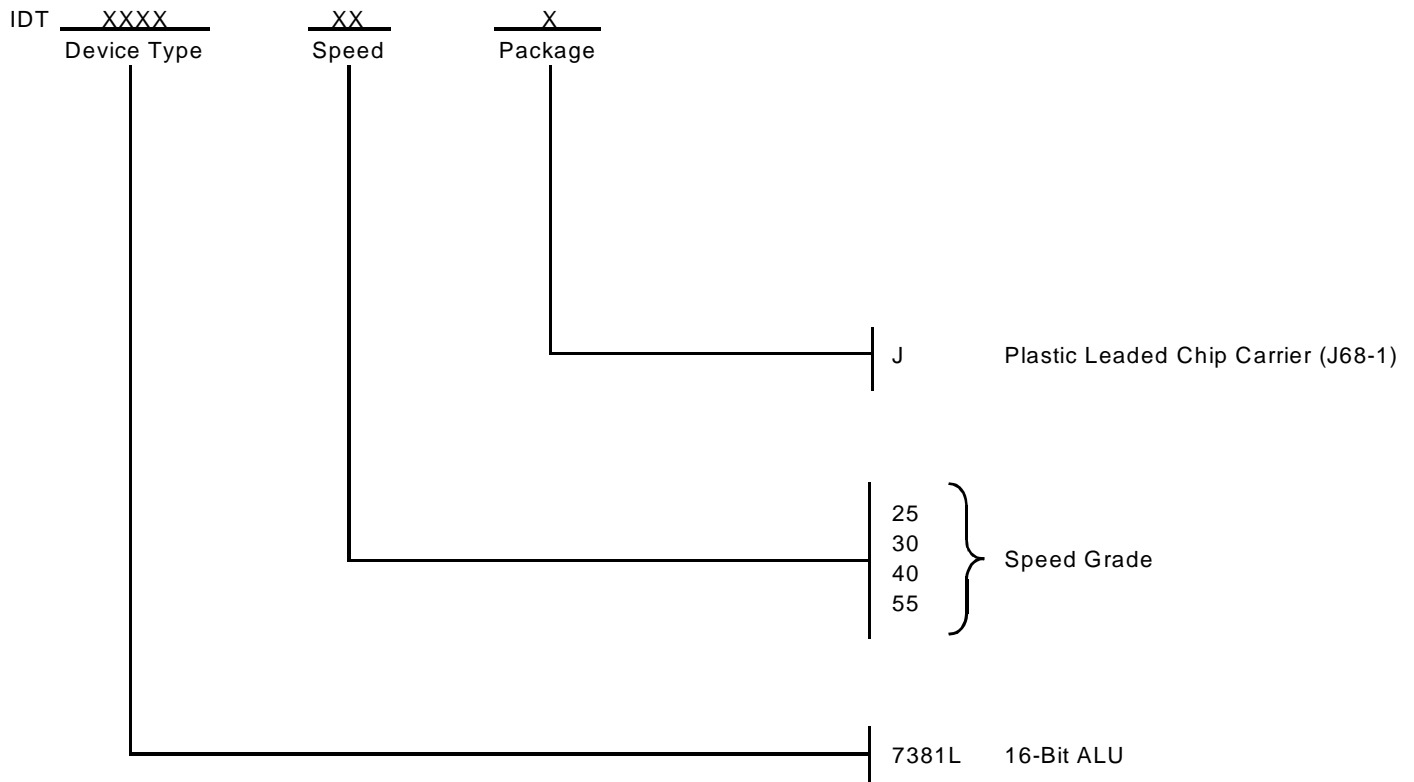 IDT XXXX XX X
Device Type Speed Package
J Plastic Leaded Chip Carrier (J68-1)
25
30
40
55
Speed Grade
7381L 16-Bit ALU